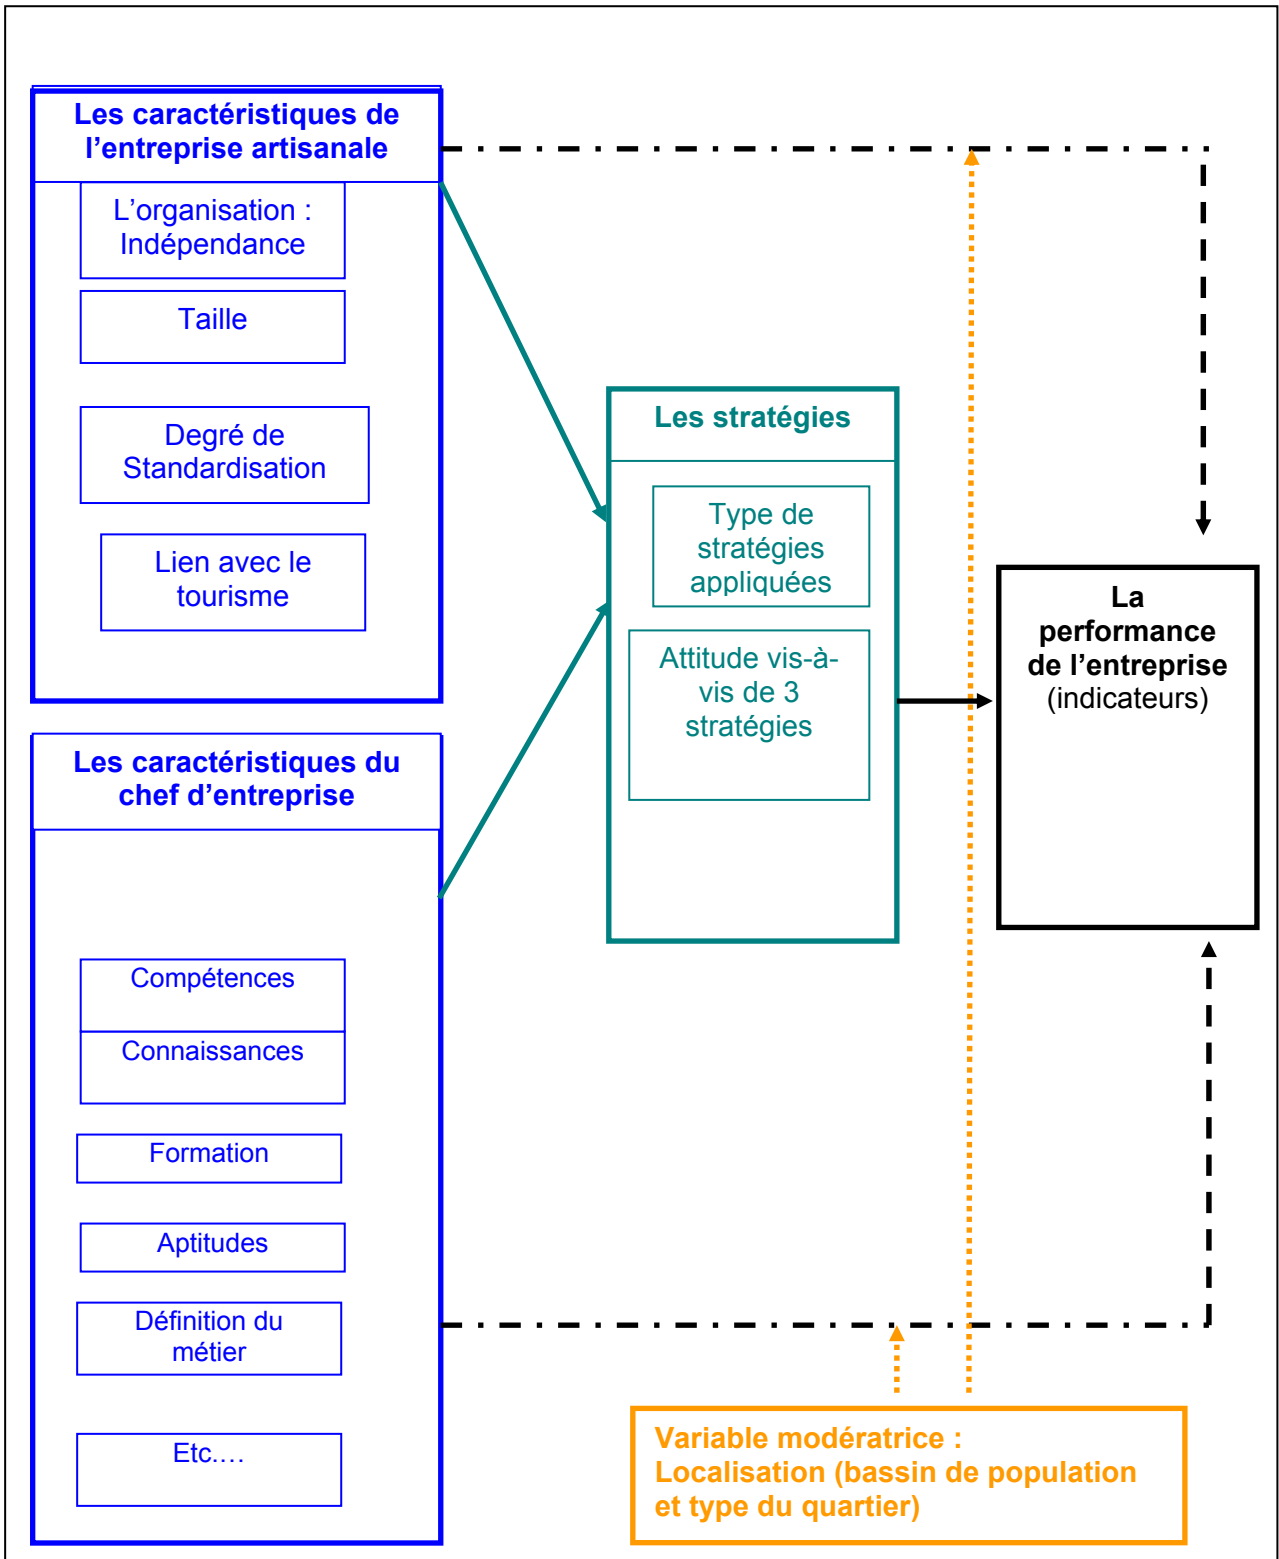 Les caractéristiques de
l’entreprise artisanale
L’organisation :
Indépendance
Taille
Degré de
Standardisation
Lien avec le
tourisme
Les caractéristiques du
chef d’entreprise
Compétences
Connaissances
Formation
Aptitudes
Définition du
métier
Etc.…
Les stratégies
Type de
stratégies
appliquées
Attitude vis-à-
vis de 3
stratégies
La
performance
de l’entreprise
(indicateurs)
Variable modératrice :
Localisation (bassin de population
et type du quartier)